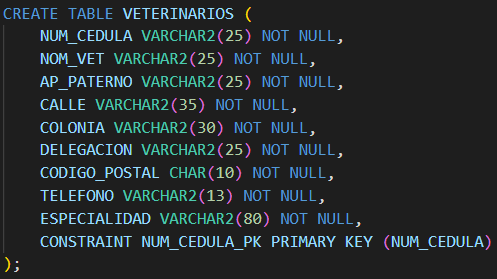 CREATE TABLE VETERINARIOS (
    NUM_CEDULA VARCHAR2(25) NOT NULL,
    NOM_VET VARCHAR2(25) NOT NULL,
    AP_PATERNO VARCHAR2(25) NOT NULL,
    CALLE VARCHAR2(35) NOT NULL,
    COLONIA VARCHAR2(30) NOT NULL,
    DELEGACION VARCHAR2(25) NOT NULL,
    CODIGO_POSTAL CHAR(10) NOT NULL,
    TELEFONO VARCHAR2(13) NOT NULL,
    ESPECIALIDAD VARCHAR2(80) NOT NULL,
    CONSTRAINT NUM_CEDULA_PK PRIMARY KEY (NUM_CEDULA)
);